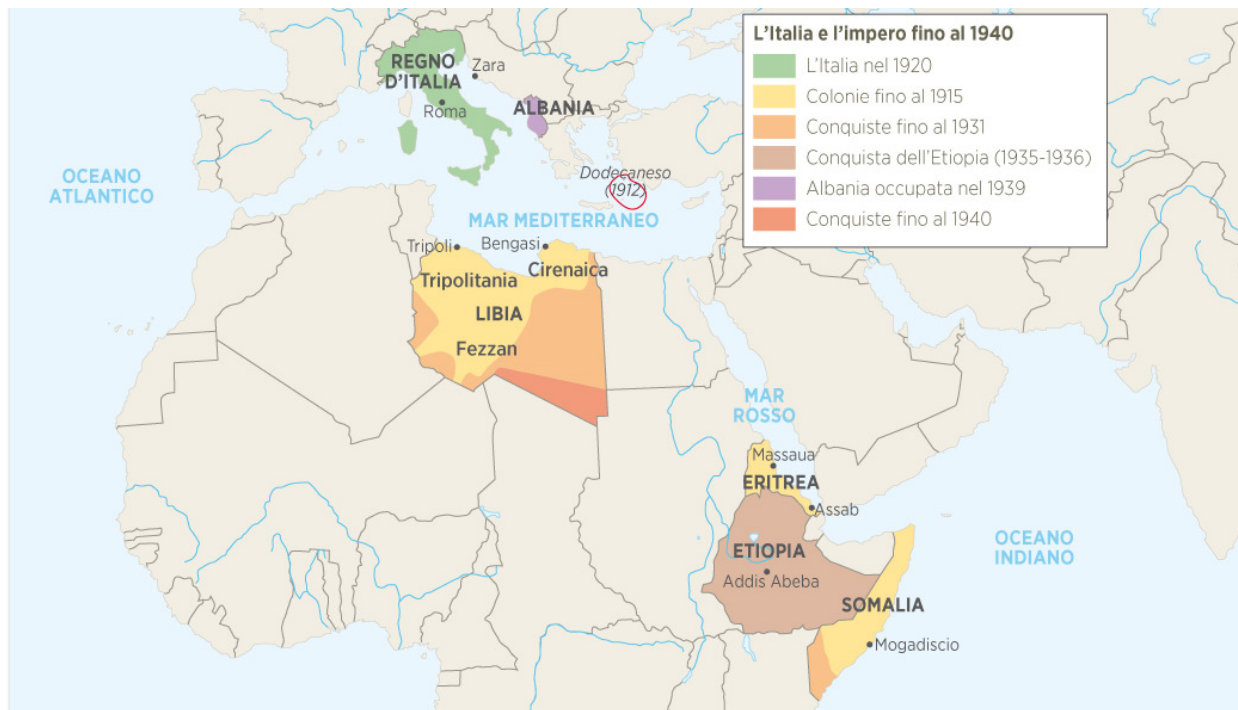 L'Italia e l'impero fino al 1940
L'Italia nel 1920
Colonie fino al 1915
Conquiste fino al 1931
Conquista dell'Etiopia (1935-1936)
Albania occupata nel 1939
Conquiste fino al 1940
REGNO
D'ITALIA
Zara
Roma
ALBANIA
OCEANO
ATLANTICO
Dodecaneso
(1912)
MAR MEDITERRANEO
Tripoli
Bengasi
Cirenaica
Tripolitania
LIBIA
Fezzan
MAR
ROSSO
Massaua
ERITREA
Assab
ETIOPIA
Addis Abeba
OCEANO
INDIANO
SOMALIA
Mogadiscio